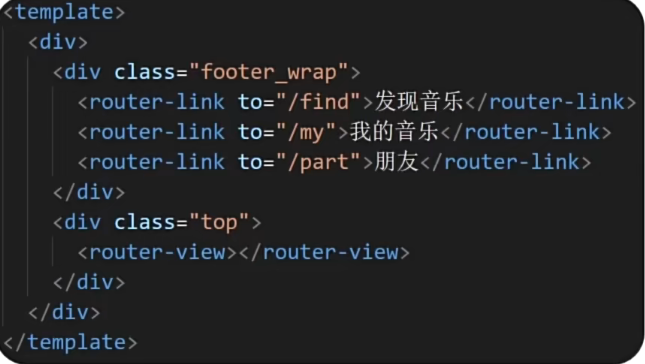 <template>
<div>
<div class="footer_wrap">
<router-link to="/find">发现音乐</router-link>
<router-link to="/my">我的音乐</router-link>
<router-link to="/part">朋友</router-link>
</div>
<div class="top">
<router-view></router-view>
</div>
</div>
</template>